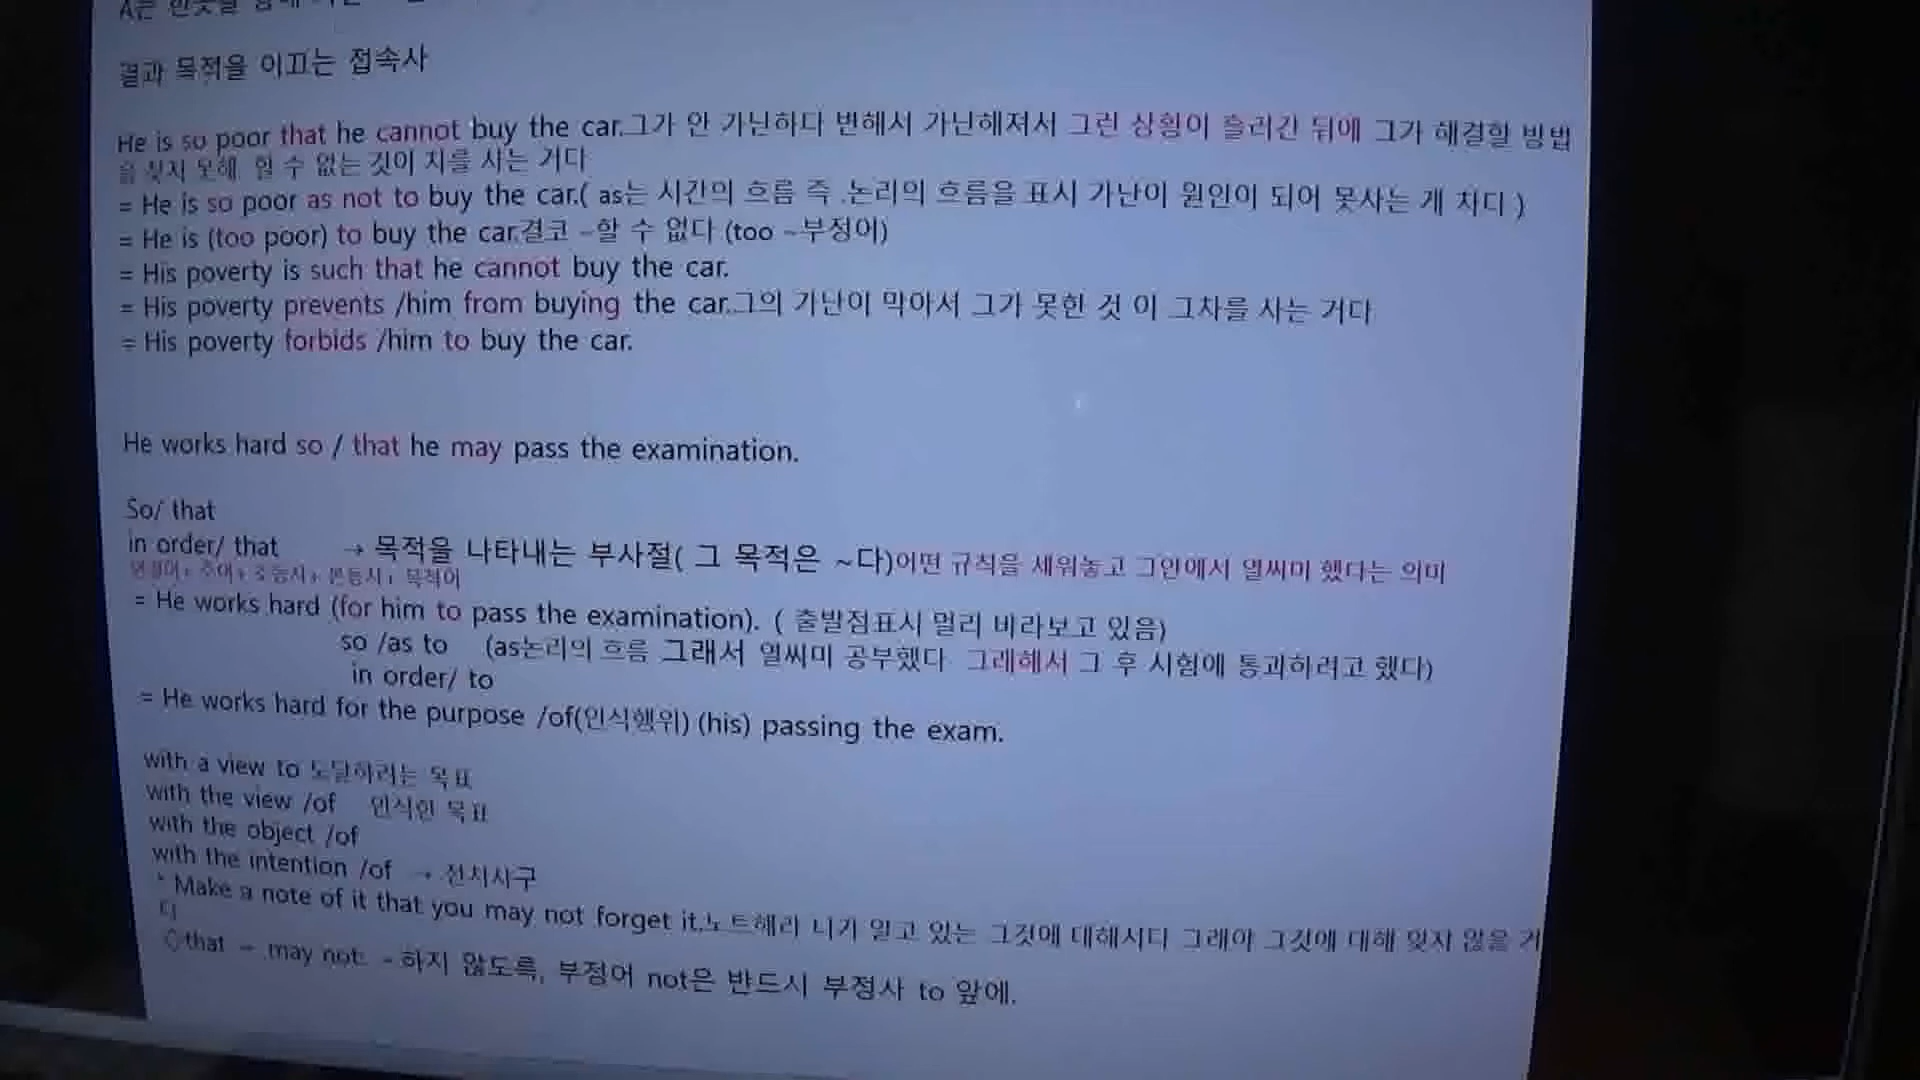 결과 목적을 이끄는 접속사
He is so poor that he cannot buy the car.그가 안 가난하다 변해서 가난해져서 그런 상황이 흘러간 뒤에 그가 해결할 방법
을 찾지 못해 할 수 없는 것이 차를 사는 거다
= He is so poor as not to buy the car.( as는 시간의 흐름 즉 .논리의 흐름을 표시 가난이 원인이 되어 못사는 게 차다 )
= He is (too poor) to buy the car.결코 ~할 수 없다 (too ~부정어)
= His poverty is such that he cannot buy the car.
= His poverty prevents /him from buying the car.그의 가난이 막아서 그가 못한 것 이 그차를 사는 거다
= His poverty forbids /him to buy the car.
He works hard so / that he may pass the examination.
So/ that
in order/ that → 목적을 나타내는 부사절( 그 목적은 ~다)어떤 규칙을 세워놓고 그안에서 열씨미 했다는 의미
연결어+ 주어+ 조동사+ 본동사+ 목적어
= He works hard (for him to pass the examination). ( 출발점표시 멀리 바라보고 있음)
so /as to (as논리의 흐름 그래서 열씨미 공부했다 그래해서 그 후 시험에 통과하려고 했다)
in order/ to
= He works hard for the purpose /of(인식행위) (his) passing the exam.
with a view to 도달하려는 목표
with the view /of 인식한 목표
with the object /of
with the intention /of → 전치사구
* Make a note of it that you may not forget it.노트해라 니가 알고 있는 그것에 대해서다 그래야 그것에 대해 잊지 않을 거
다
◇that ~ may not: ~하지 않도록, 부정어 not은 반드시 부정사 to 앞에.